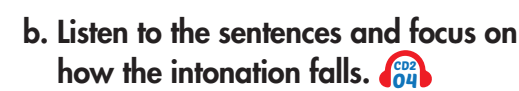 b. Listen to the sentences and focus on
how the intonation falls. CD2
04